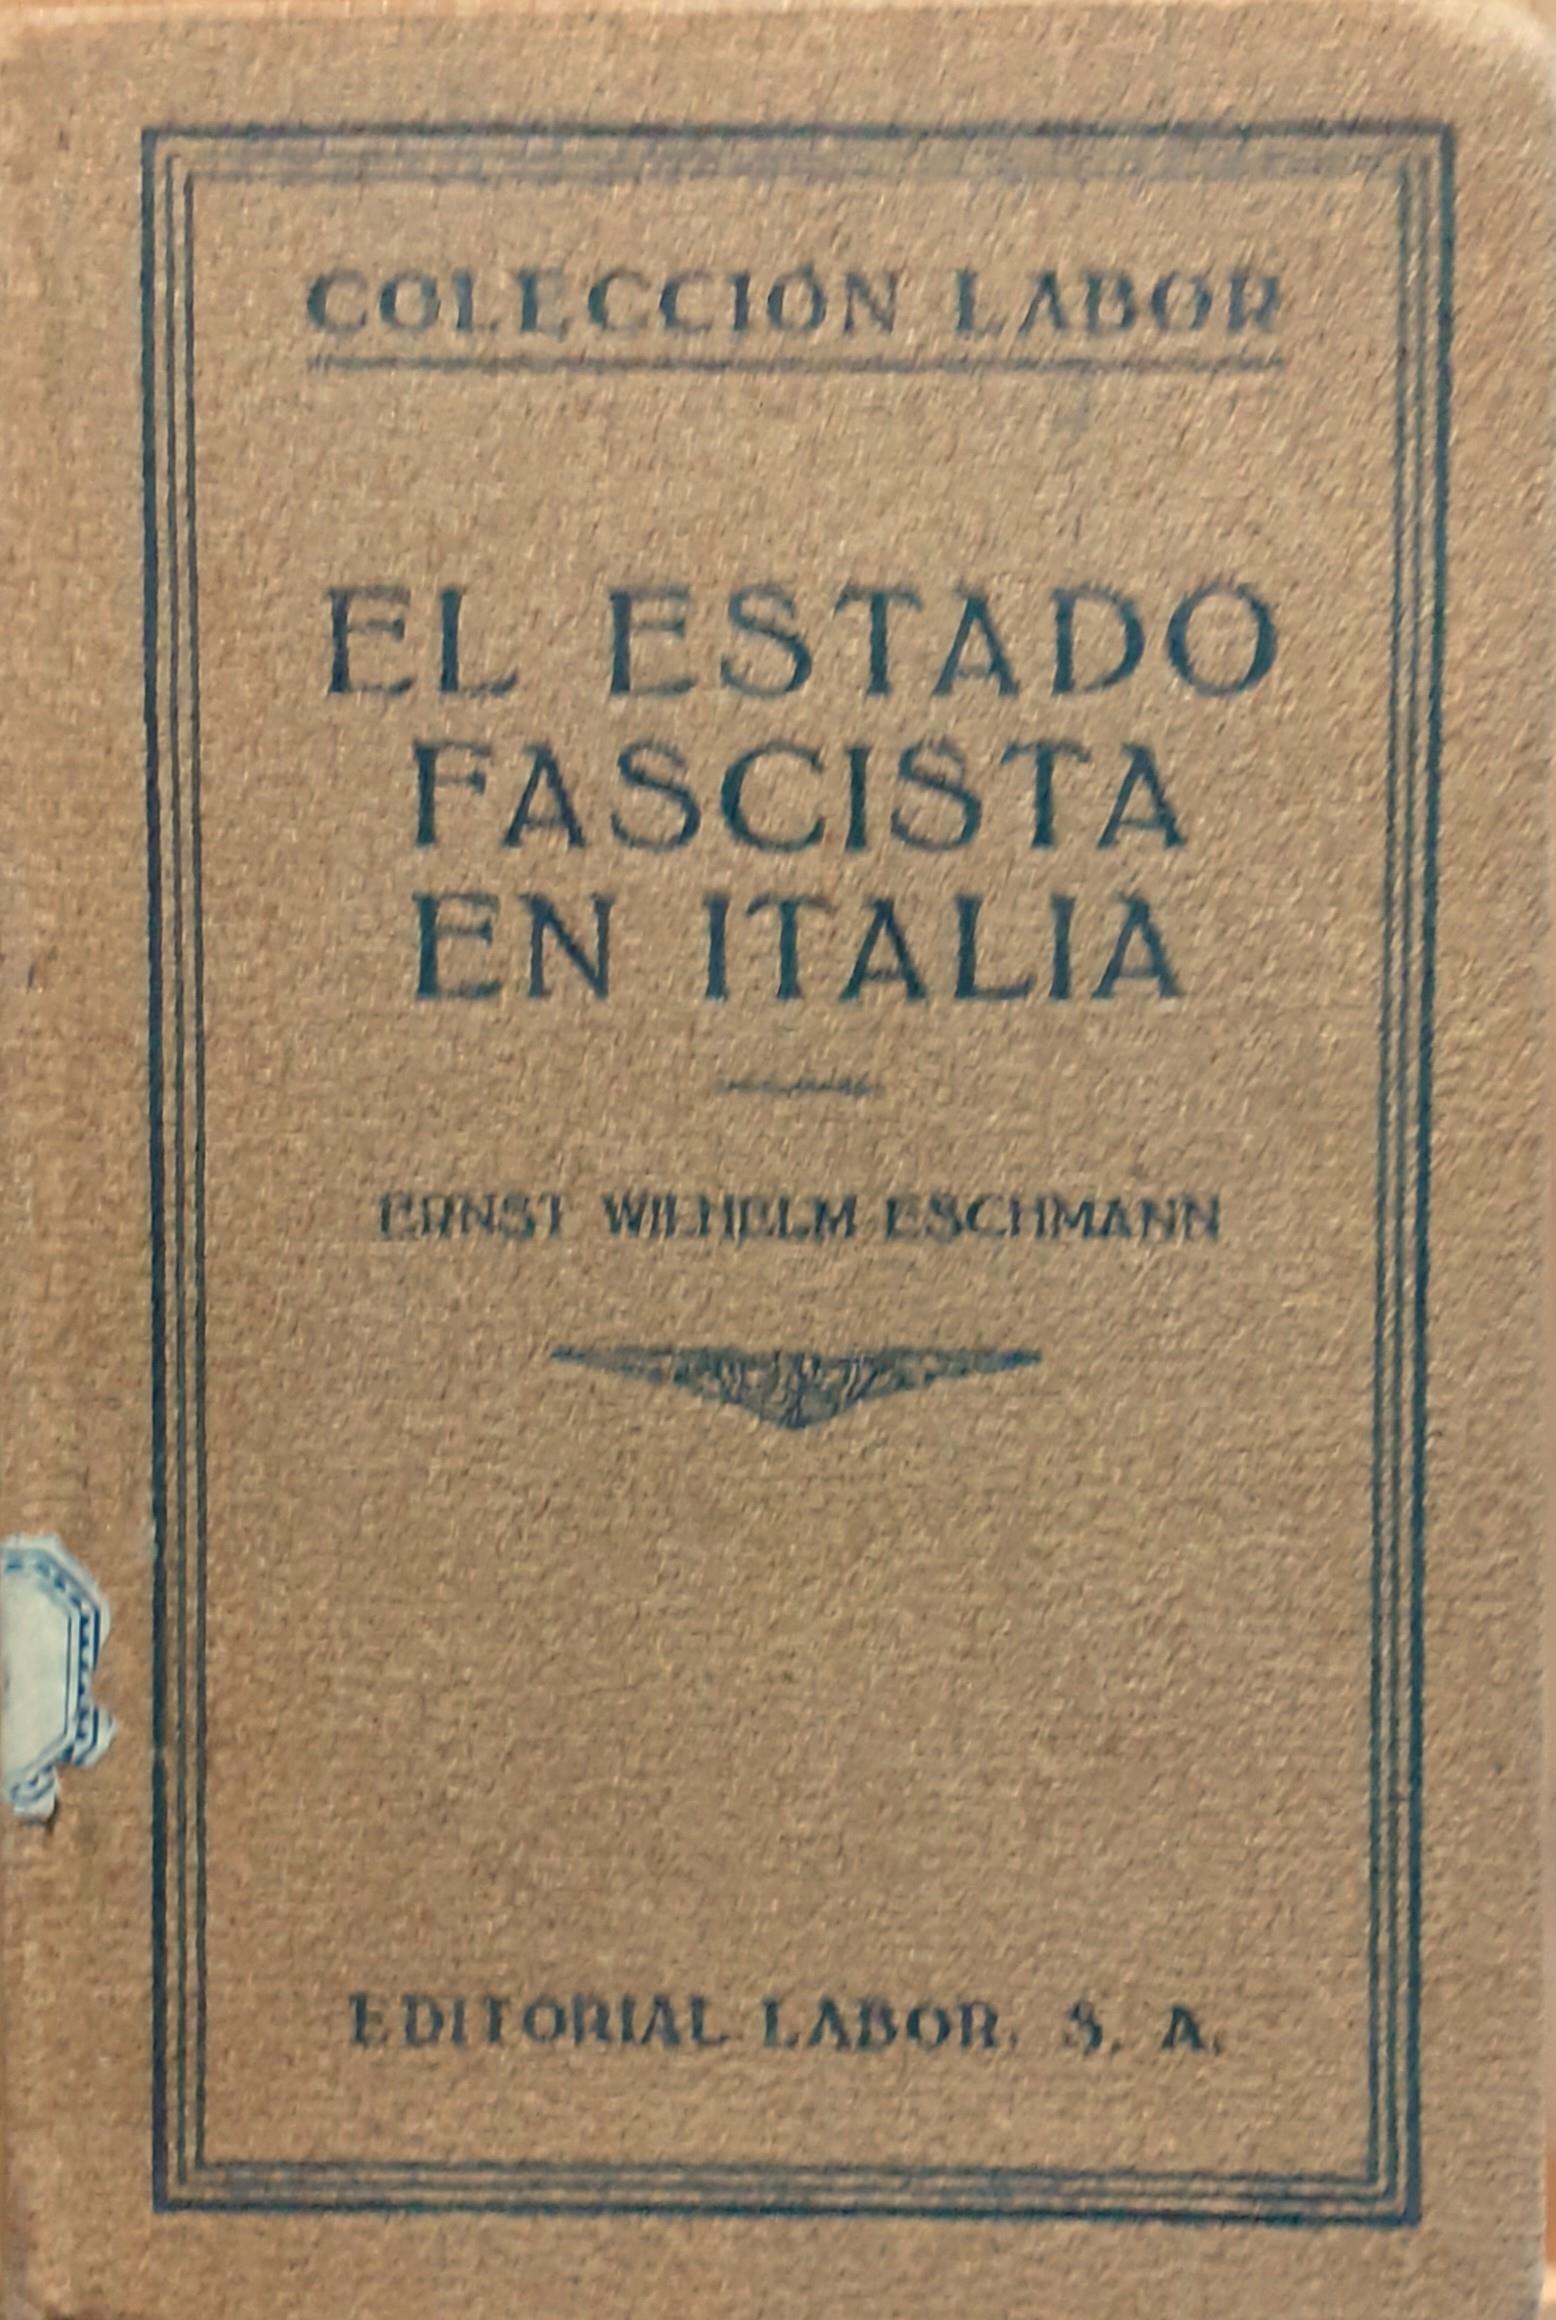 COLECCIÓN LABOR
EL ESTADO
FASCISTA
EN ITALIA
ERNST WILHELM ESCHMANN
EDITORIAL LABOR, S. A.